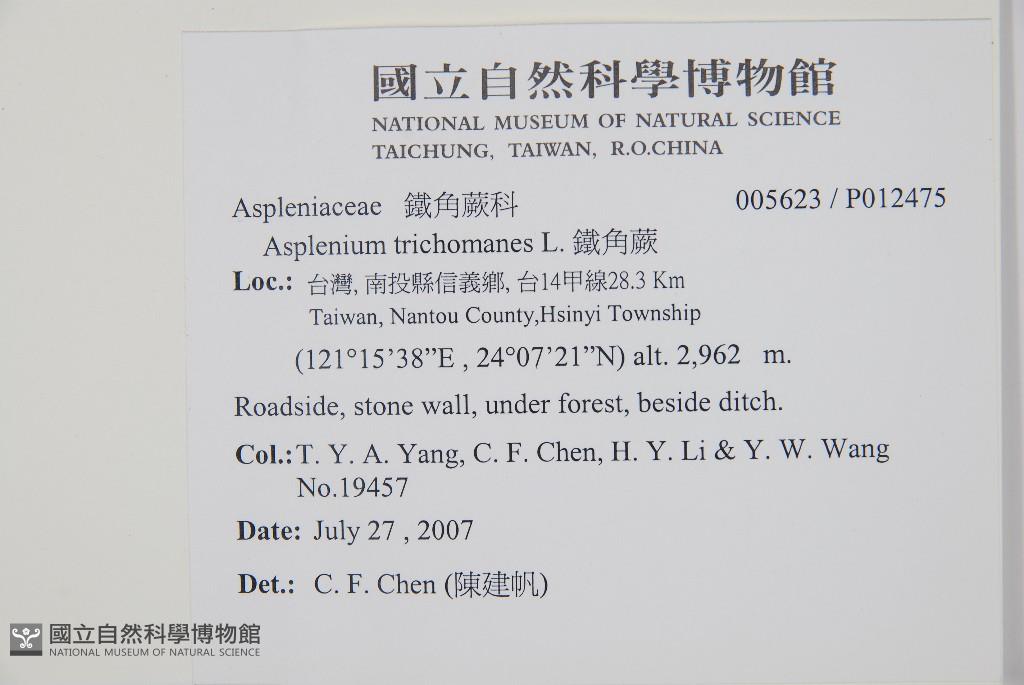 國立自然科學博物館
NATIONAL MUSEUM OF NATURAL SCIENCE
TAICHUNG, TAIWAN, R.O.CHINA
Aspleniaceae 鐵角蕨科 005623 / P012475
Asplenium trichomanes L. 鐵角蕨
Loc.: 台灣, 南投縣信義鄉, 台14甲線28.3 Km
Taiwan, Nantou County,Hsinyi Township
(121°15’38”E , 24°07’21”N) alt. 2,962 m.
Roadside, stone wall, under forest, beside ditch.
Col.: T. Y. A. Yang, C. F. Chen, H. Y. Li & Y. W. Wang
No.19457
Date: July 27 , 2007
Det.: C. F. Chen (陳建帆)
國立自然科學博物館
NATIONAL MUSEUM OF NATURAL SCIENCE